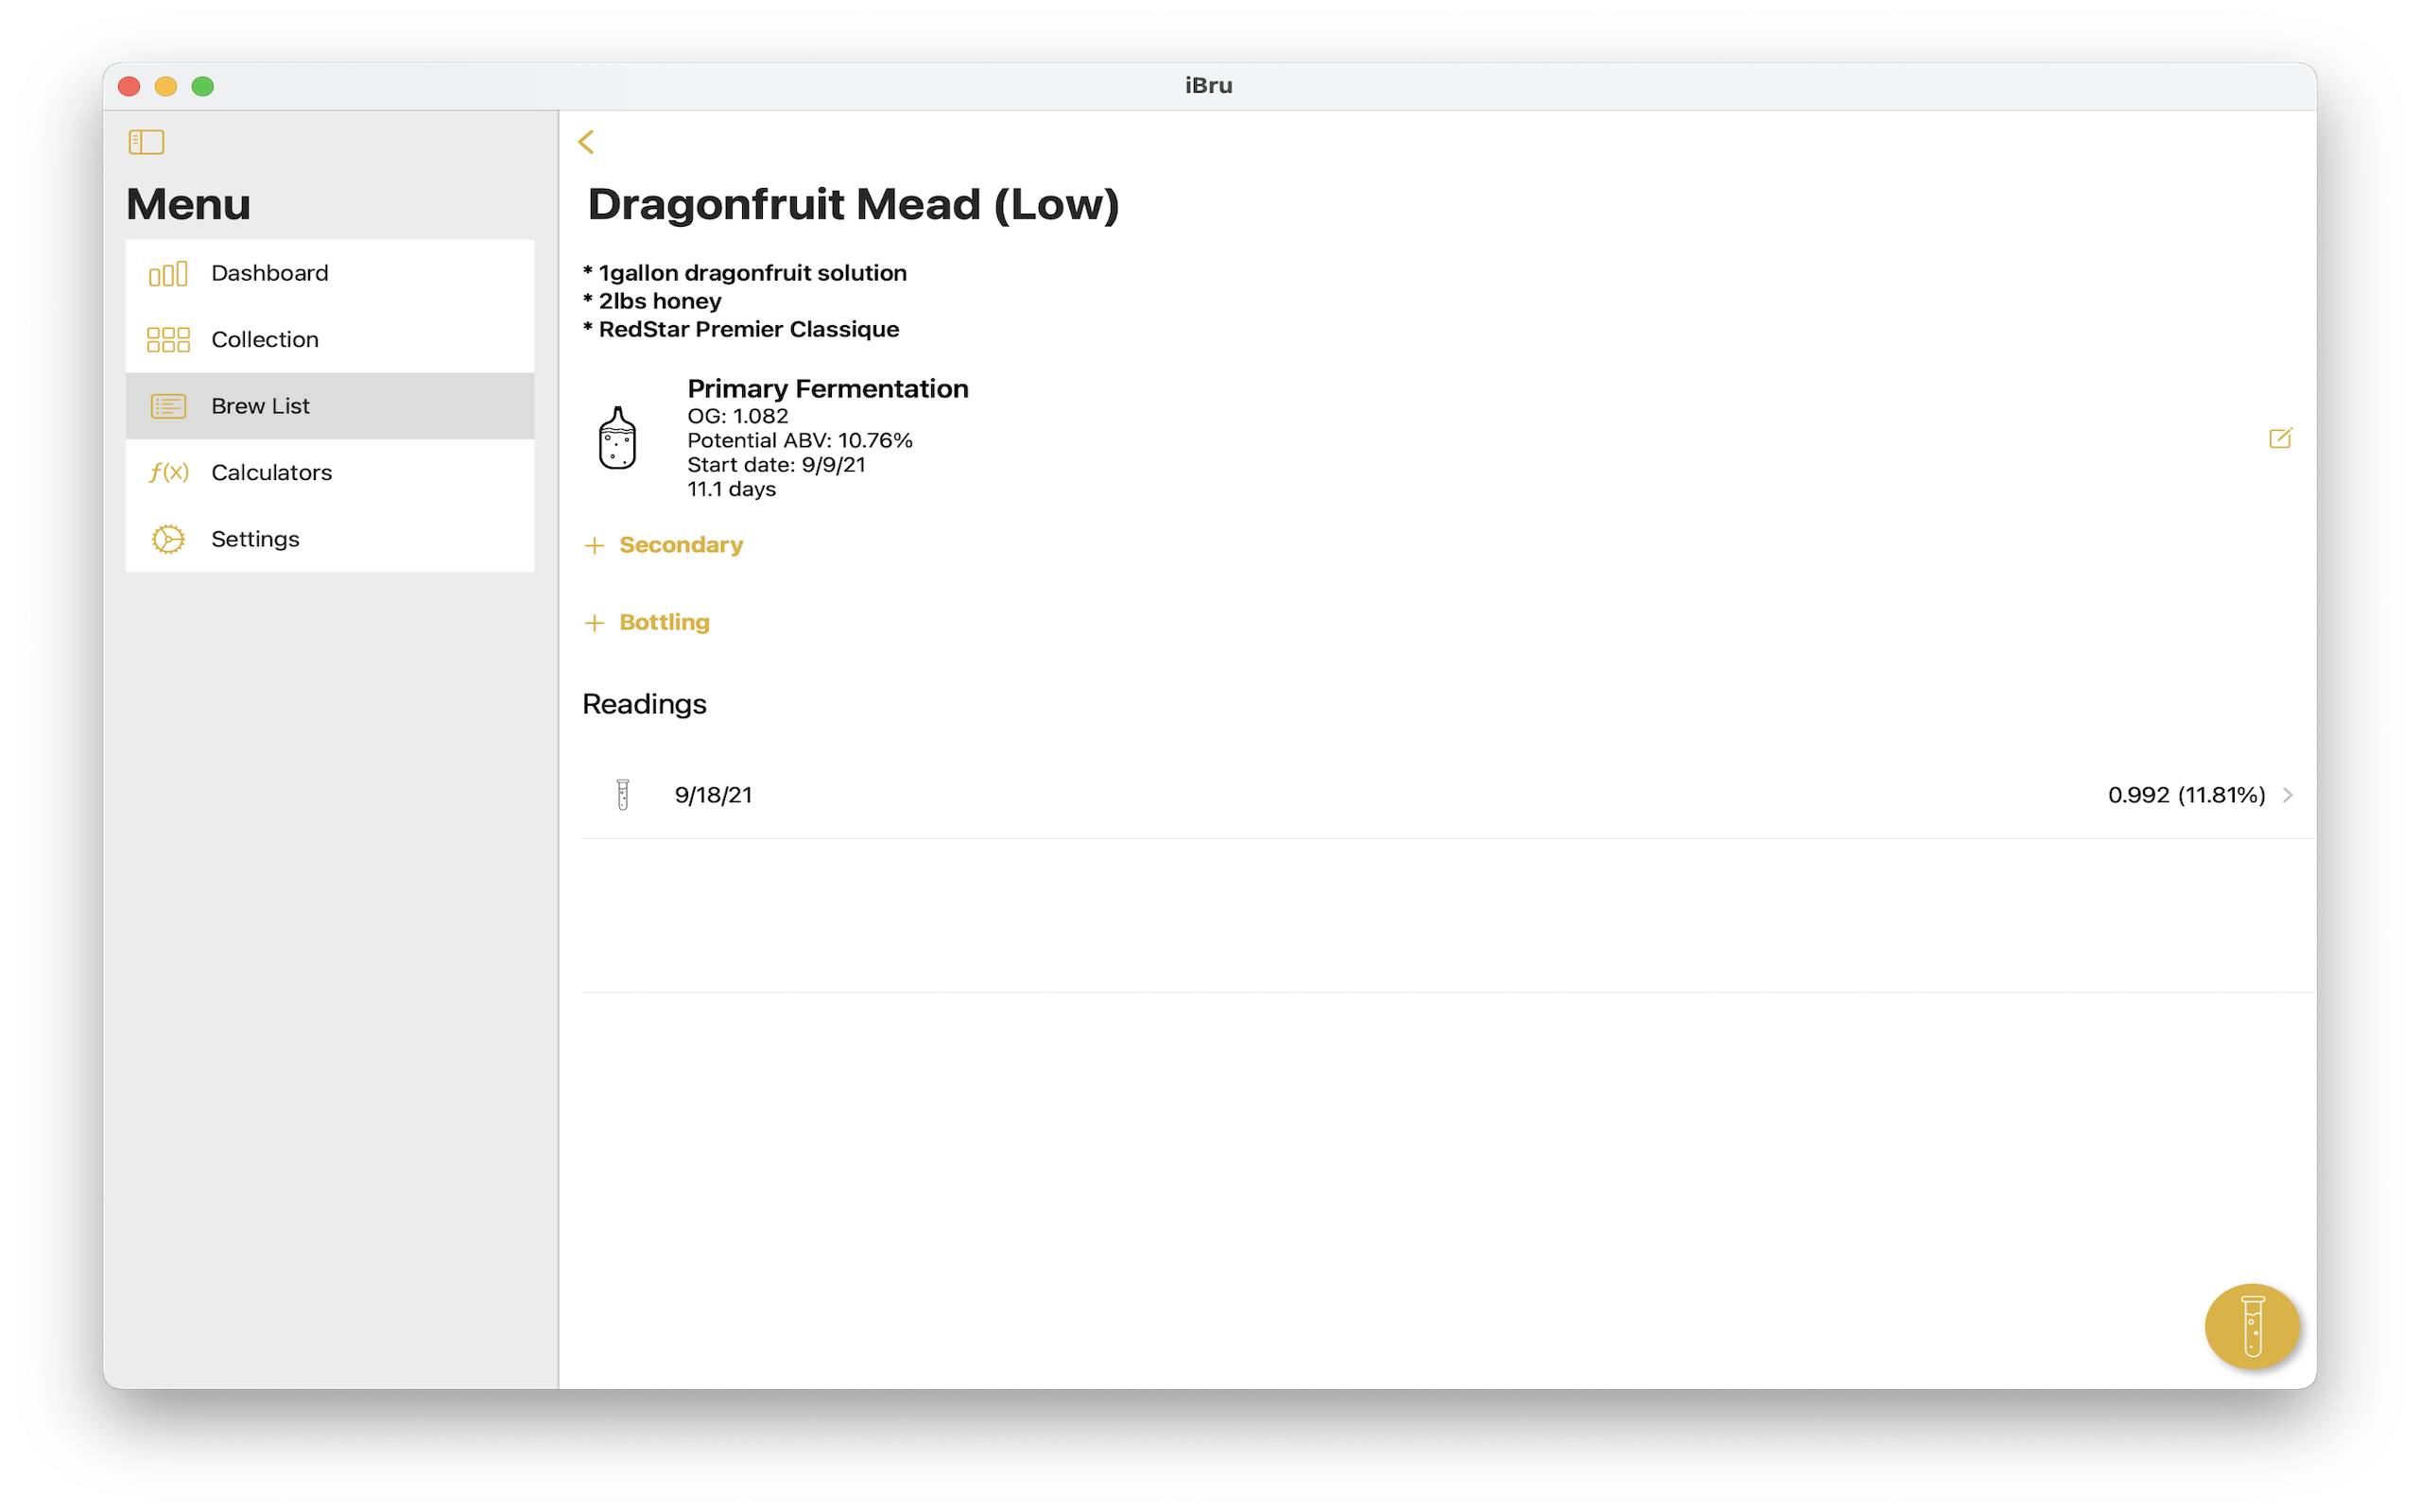 iBru
Menu
Dashboard
Collection
Brew List
f(x) Calculators
Settings
Dragonfruit Mead (Low)
* 1gallon dragonfruit solution
* 2lbs honey
* RedStar Premier Classique
Primary Fermentation
OG: 1.082
Potential ABV: 10.76%
Start date: 9/9/21
11.1 days
+ Secondary
+ Bottling
Readings
9/18/21 0.992 (11.81%)